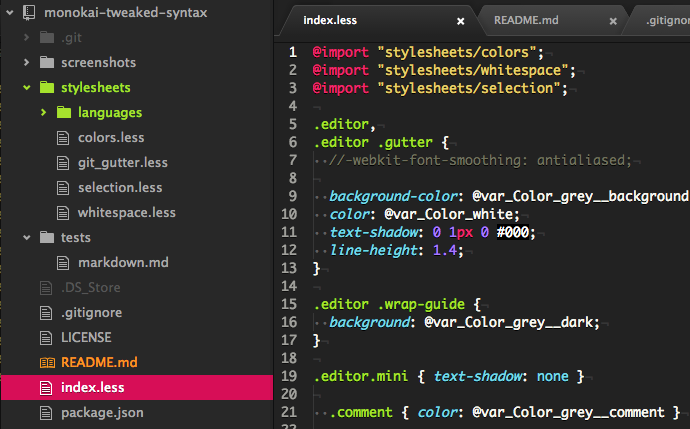 monokai-tweaked-syntax
.git
screenshots
stylesheets
languages
colors.less
git_gutter.less
selection.less
whitespace.less
tests
markdown.md
.DS_Store
.gitignore
LICENSE
README.md
index.less
package.json
index.less
README.md
.gitignore
1 @import "stylesheets/colors";
2 @import "stylesheets/whitespace";
3 @import "stylesheets/selection";
4
5 .editor,
6 .editor .gutter {
7 //-webkit-font-smoothing: antialiased;
8
9 background-color: @var_Color_grey__background
10 color: @var_Color_white;
11 text-shadow: 0 1px 0 #000;
12 line-height: 1.4;
13 }
14
15 .editor .wrap-guide {
16 background: @var_Color_grey__dark;
17 }
18
19 .editor.mini { text-shadow: none }
20
21 .comment { color: @var_Color_grey__comment }
22